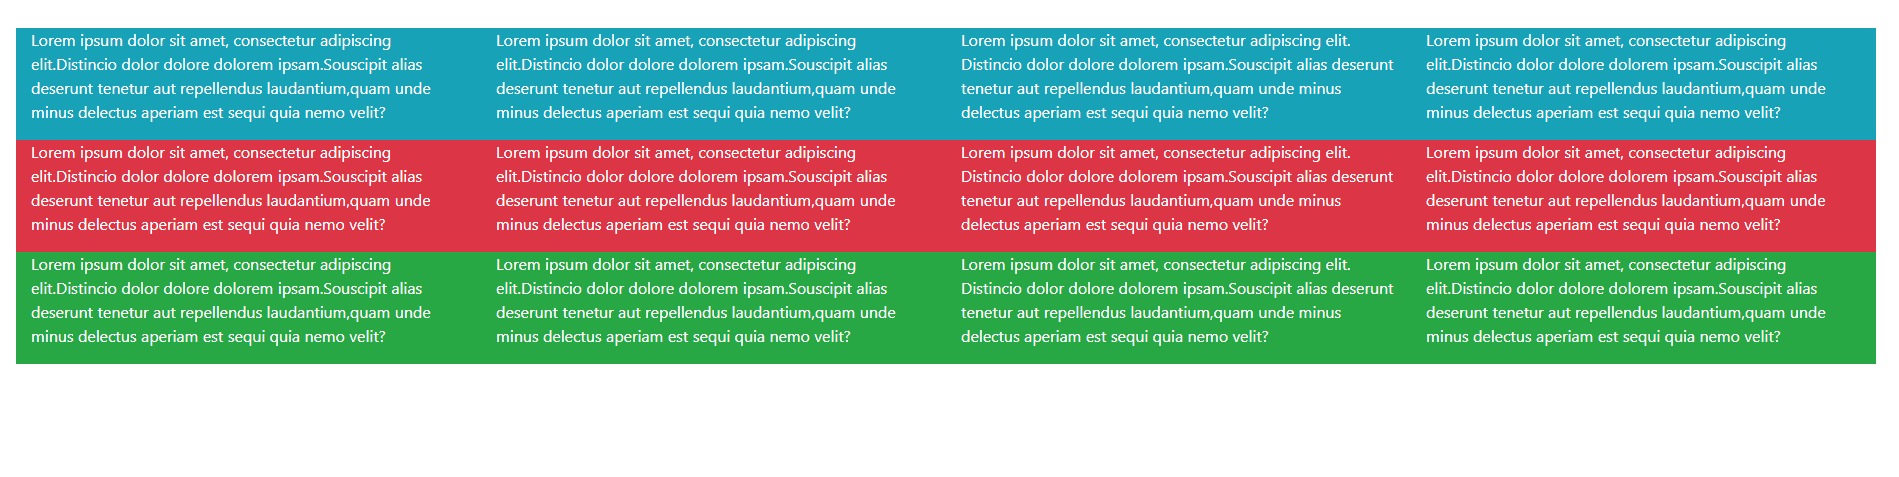 Lorem ipsum dolor sit amet, consectetur adipiscing
elit.Distincio dolor dolore dolorem ipsam.Souscipit alias
deserunt tenetur aut repellendus laudantium,quam unde
minus delectus aperiam est sequi quia nemo velit?
Lorem ipsum dolor sit amet, consectetur adipiscing
elit.Distincio dolor dolore dolorem ipsam.Souscipit alias
deserunt tenetur aut repellendus laudantium,quam unde
minus delectus aperiam est sequi quia nemo velit?
Lorem ipsum dolor sit amet, consectetur adipiscing elit.
Distincio dolor dolore dolorem ipsam.Souscipit alias deserunt
tenetur aut repellendus laudantium,quam unde minus
delectus aperiam est sequi quia nemo velit?
Lorem ipsum dolor sit amet, consectetur adipiscing
elit.Distincio dolor dolore dolorem ipsam.Souscipit alias
deserunt tenetur aut repellendus laudantium,quam unde
minus delectus aperiam est sequi quia nemo velit?
Lorem ipsum dolor sit amet, consectetur adipiscing
elit.Distincio dolor dolore dolorem ipsam.Souscipit alias
deserunt tenetur aut repellendus laudantium,quam unde
minus delectus aperiam est sequi quia nemo velit?
Lorem ipsum dolor sit amet, consectetur adipiscing
elit.Distincio dolor dolore dolorem ipsam.Souscipit alias
deserunt tenetur aut repellendus laudantium,quam unde
minus delectus aperiam est sequi quia nemo velit?
Lorem ipsum dolor sit amet, consectetur adipiscing elit.
Distincio dolor dolore dolorem ipsam.Souscipit alias deserunt
tenetur aut repellendus laudantium,quam unde minus
delectus aperiam est sequi quia nemo velit?
Lorem ipsum dolor sit amet, consectetur adipiscing
elit.Distincio dolor dolore dolorem ipsam.Souscipit alias
deserunt tenetur aut repellendus laudantium,quam unde
minus delectus aperiam est sequi quia nemo velit?
Lorem ipsum dolor sit amet, consectetur adipiscing
elit.Distincio dolor dolore dolorem ipsam.Souscipit alias
deserunt tenetur aut repellendus laudantium,quam unde
minus delectus aperiam est sequi quia nemo velit?
Lorem ipsum dolor sit amet, consectetur adipiscing
elit.Distincio dolor dolore dolorem ipsam.Souscipit alias
deserunt tenetur aut repellendus laudantium,quam unde
minus delectus aperiam est sequi quia nemo velit?
Lorem ipsum dolor sit amet, consectetur adipiscing elit.
Distincio dolor dolore dolorem ipsam.Souscipit alias deserunt
tenetur aut repellendus laudantium,quam unde minus
delectus aperiam est sequi quia nemo velit?
Lorem ipsum dolor sit amet, consectetur adipiscing
elit.Distincio dolor dolore dolorem ipsam.Souscipit alias
deserunt tenetur aut repellendus laudantium,quam unde
minus delectus aperiam est sequi quia nemo velit?